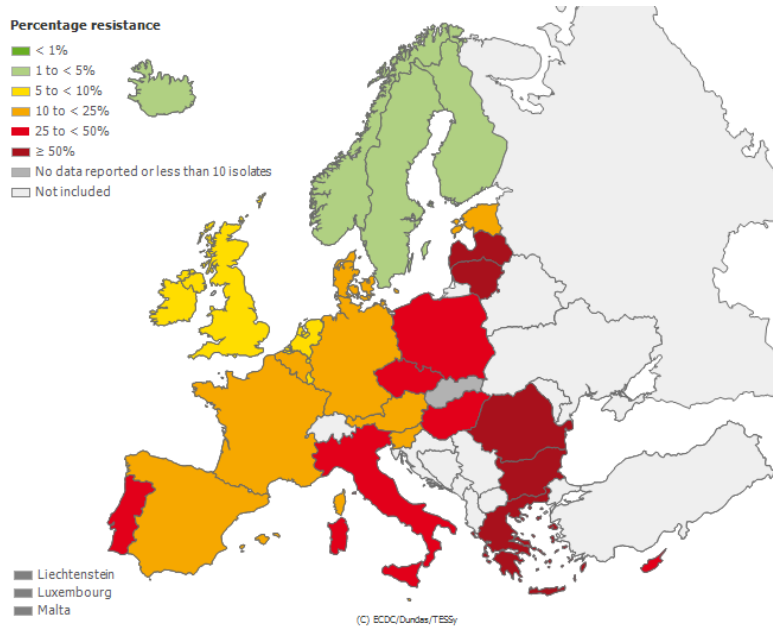 Percentage resistance
< 1%
1 to < 5%
5 to < 10%
10 to < 25%
25 to < 50%
≥ 50%
No data reported or less than 10 isolates
Not included
Liechtenstein
Luxembourg
Malta
(C) ECDC/Dundas/TESSy